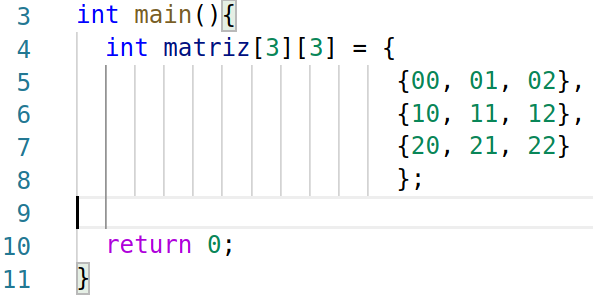 3 int main(){
4 int matriz[3][3] = {
5 {00, 01, 02},
6 {10, 11, 12},
7 {20, 21, 22}
8 };
9
10 return 0;
11 }